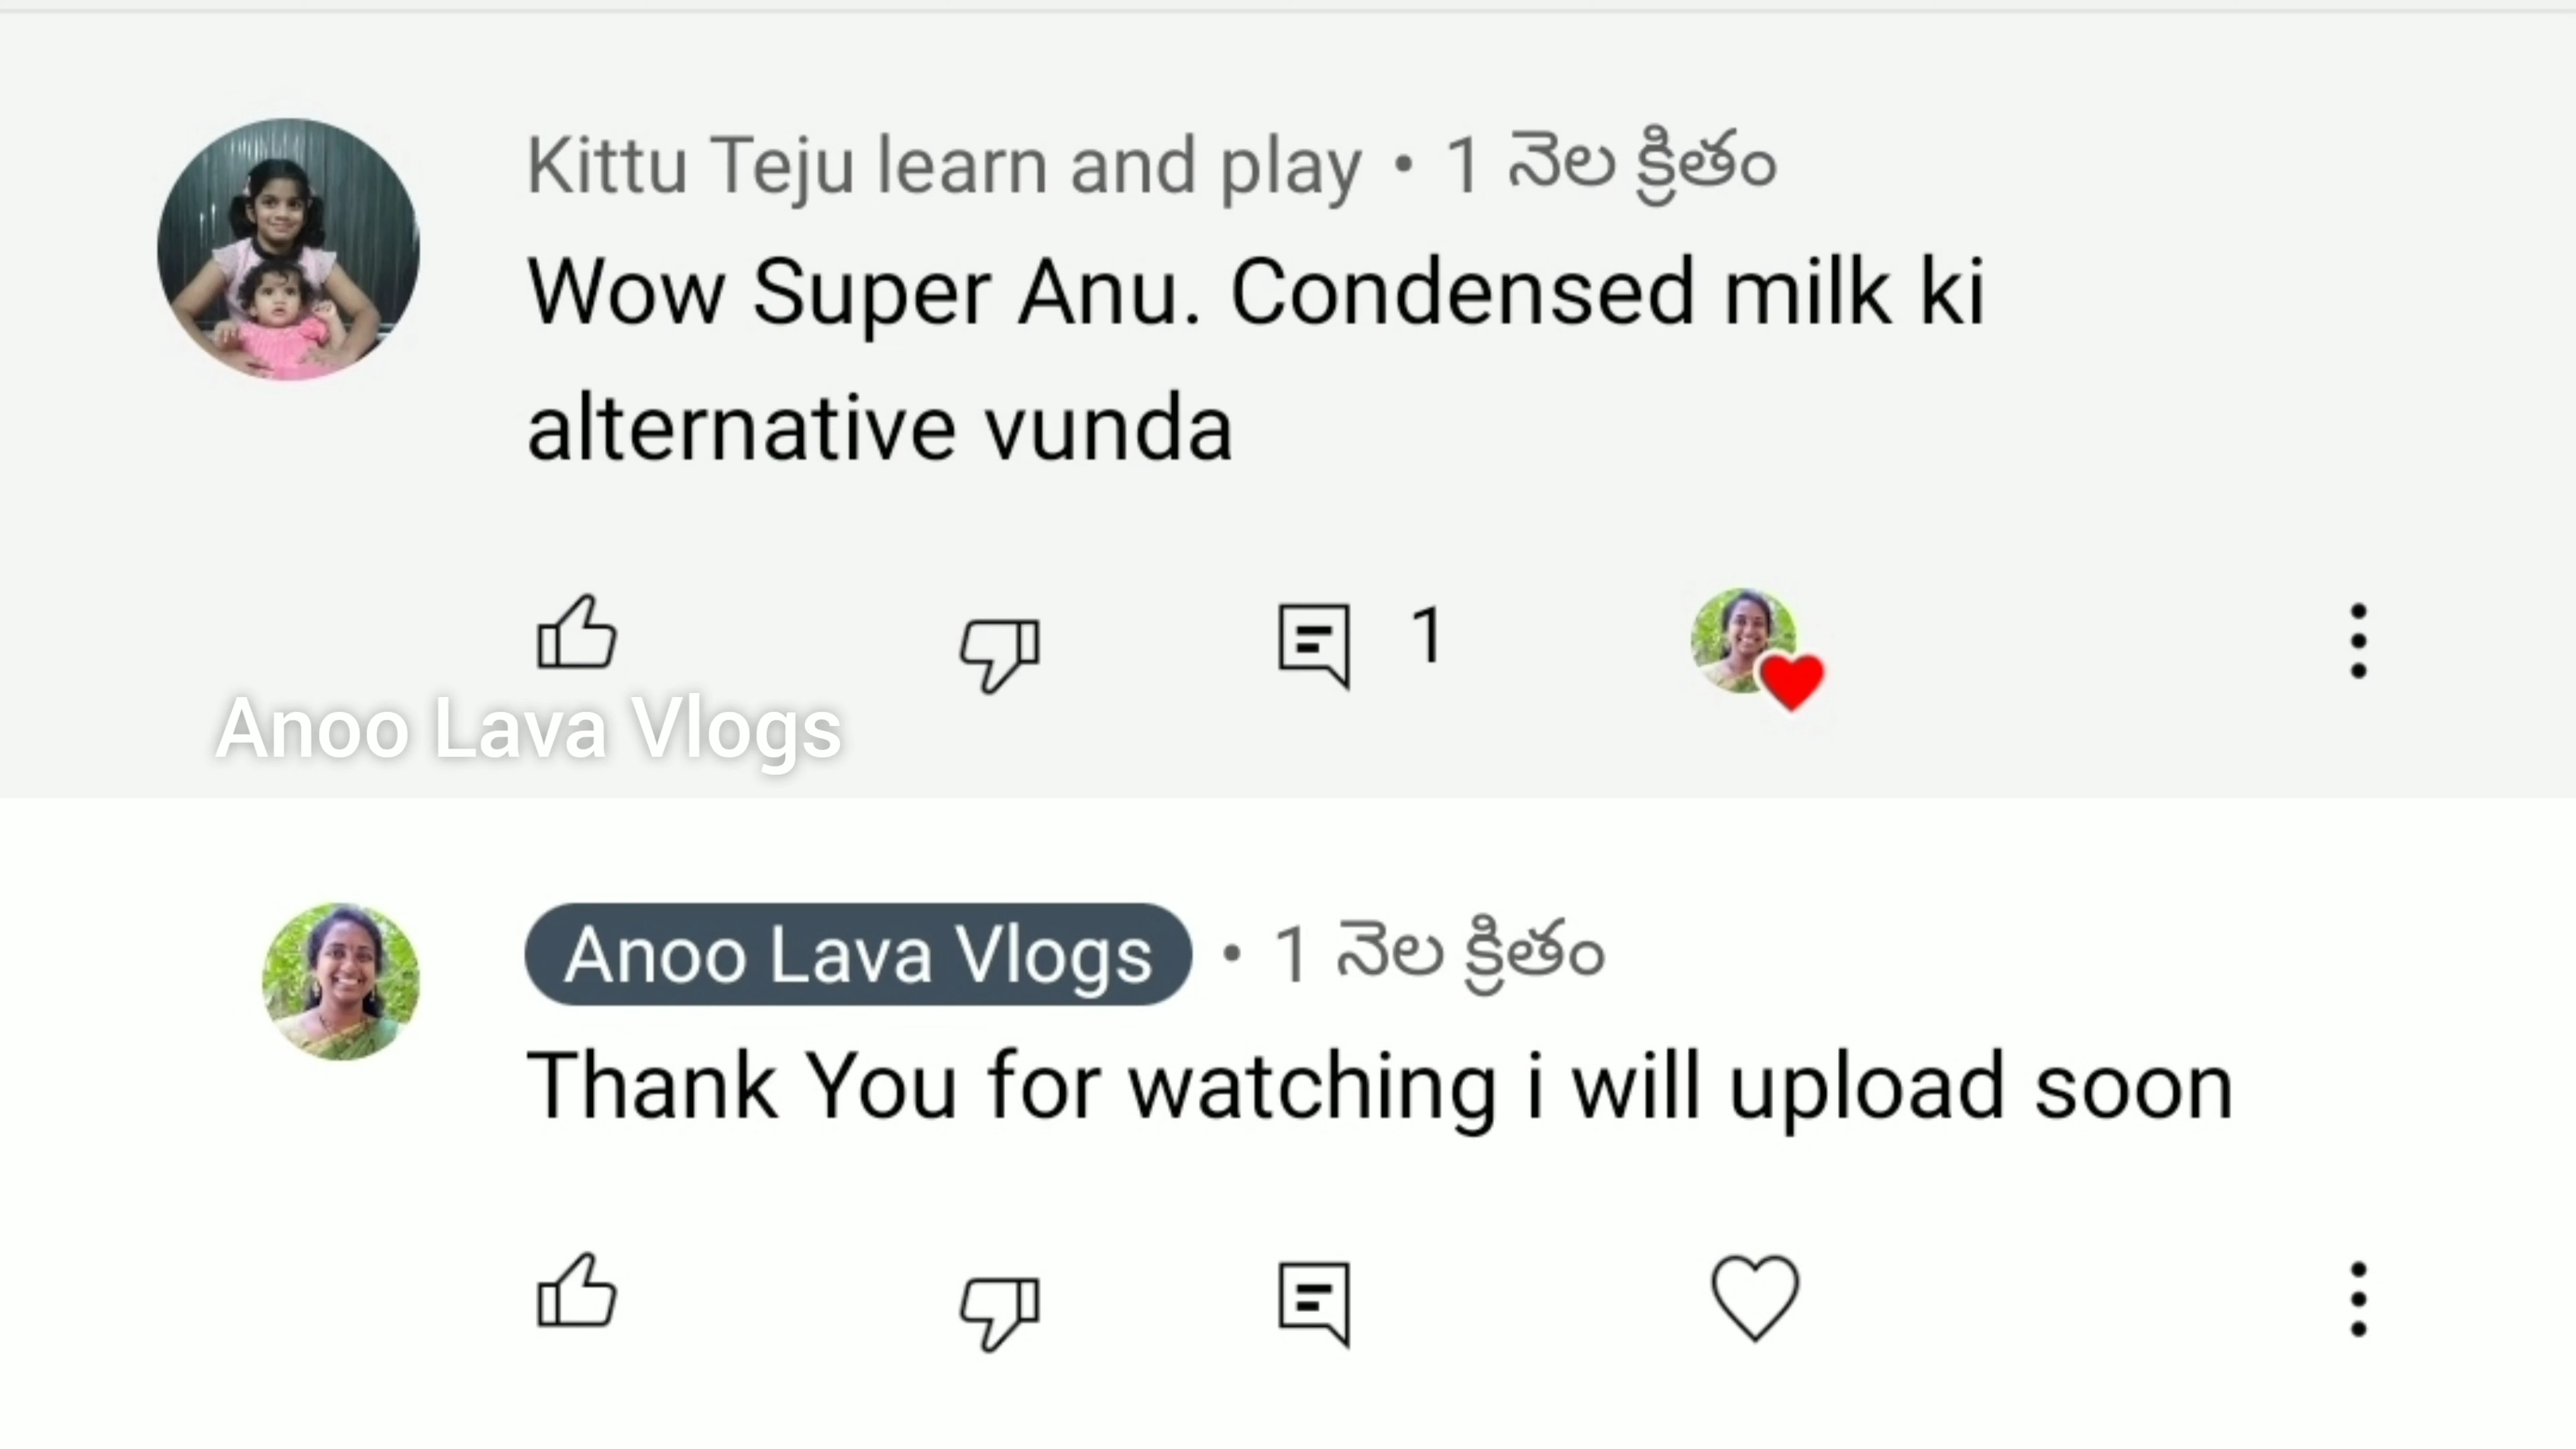 Kittu Teju learn and play • 1 నెల క్రితం
Wow Super Anu. Condensed milk ki
alternative vunda
1
Anoo Lava Vlogs
Anoo Lava Vlogs • 1 నెల క్రితం
Thank You for watching i will upload soon